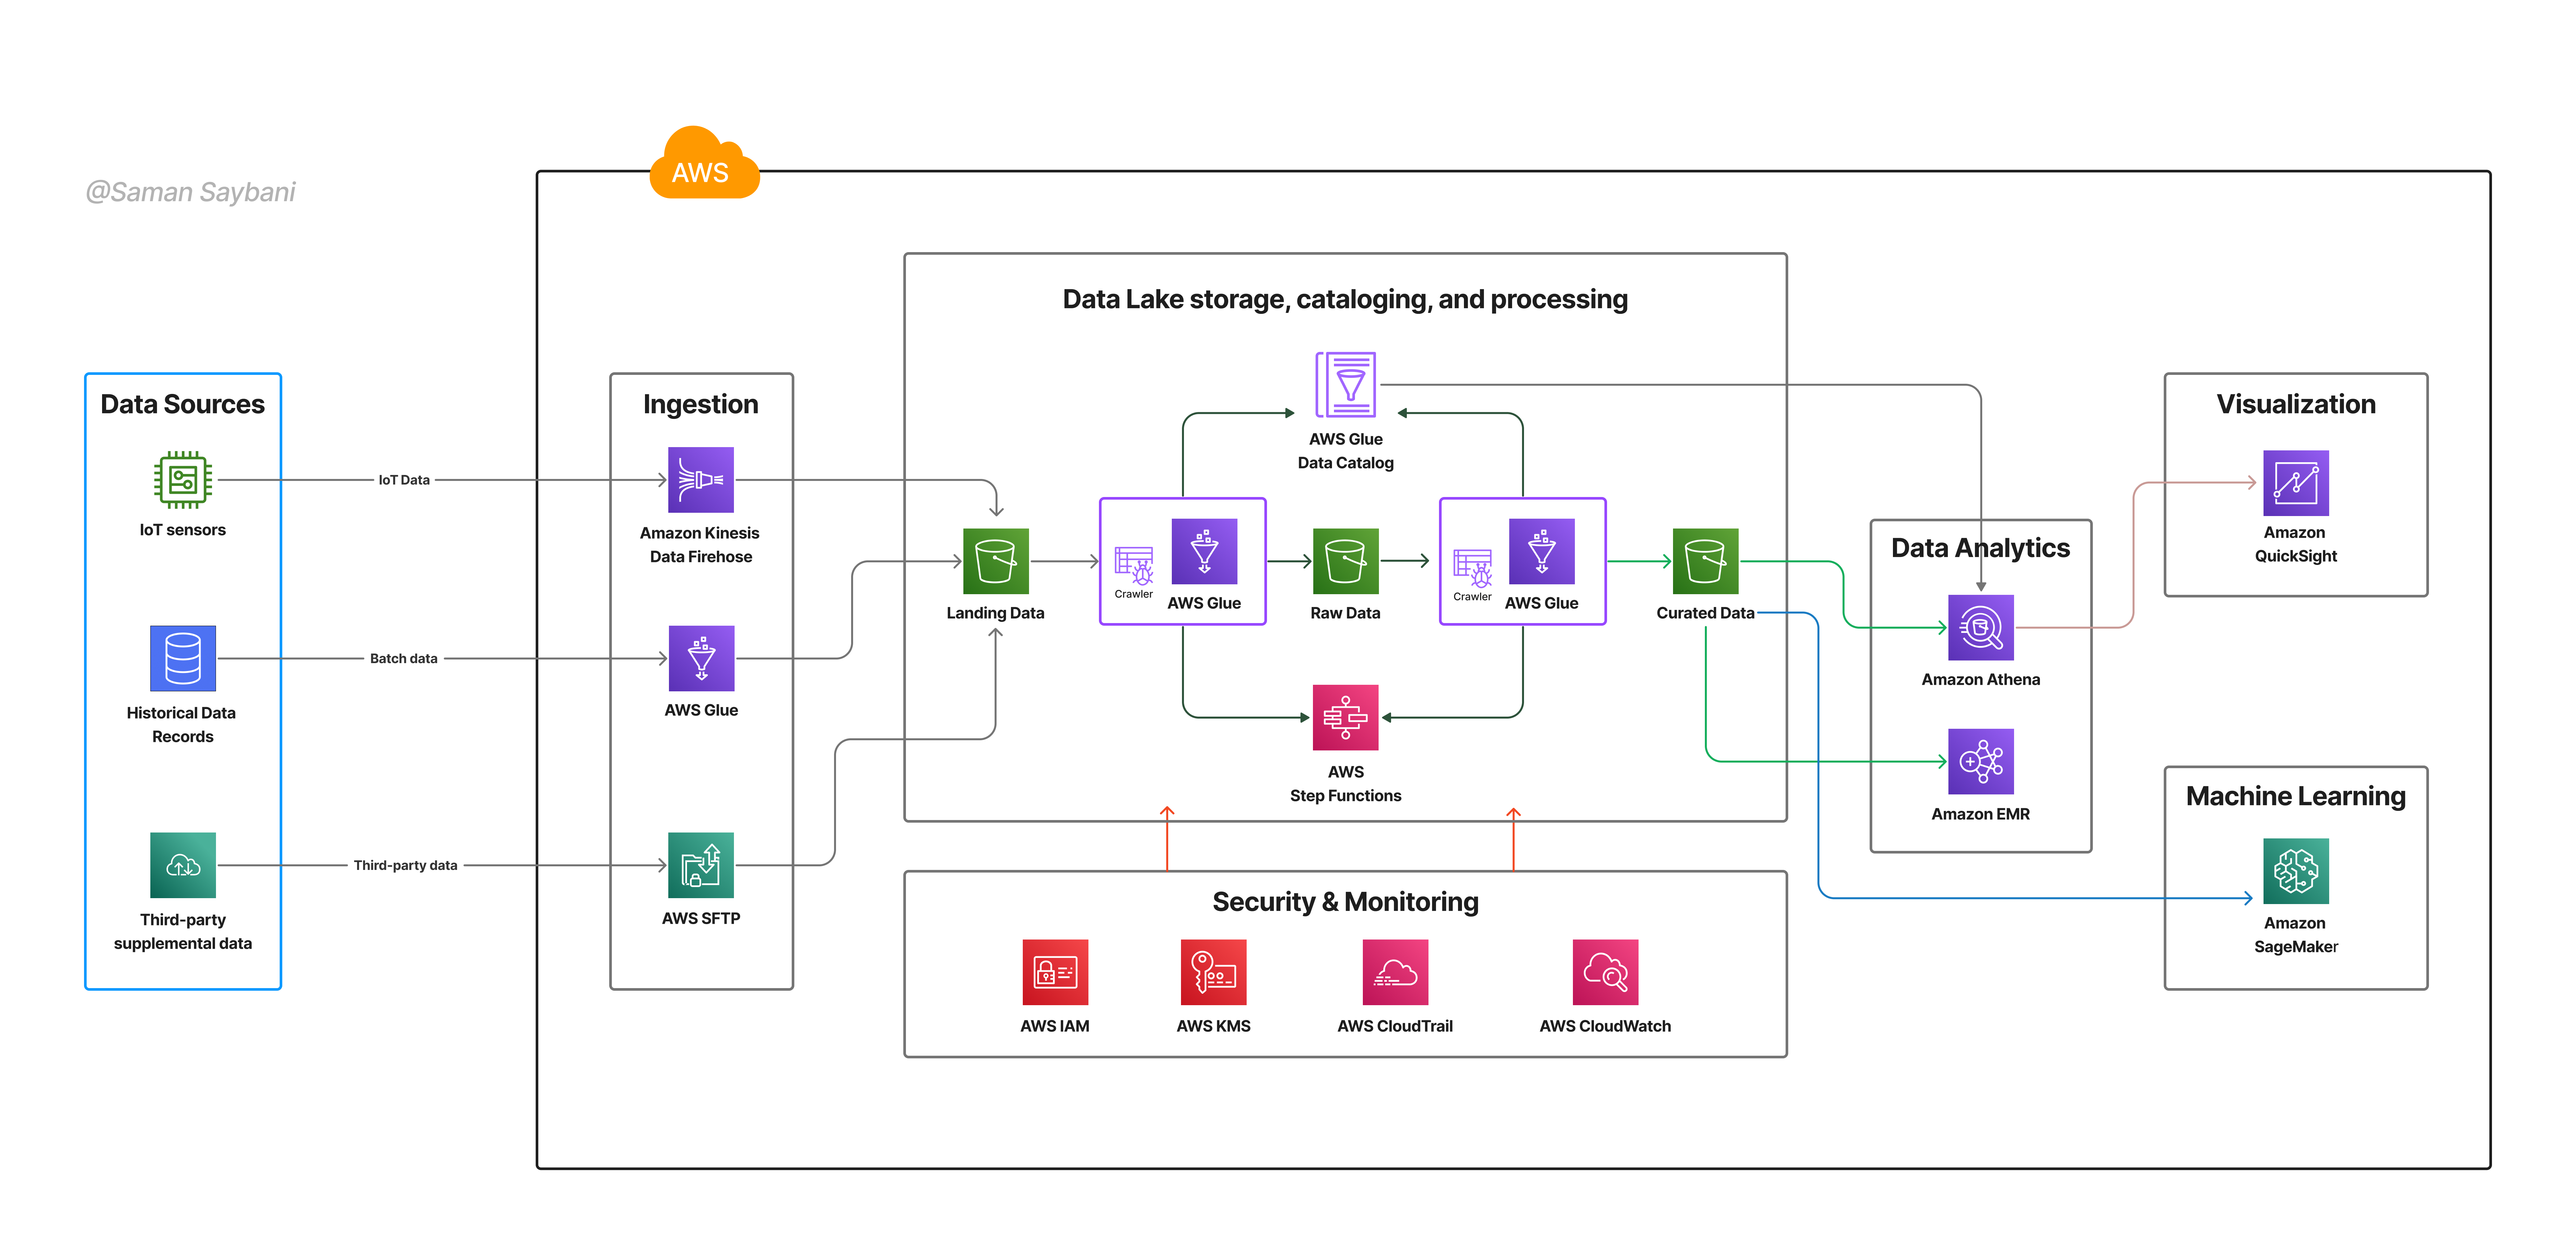 AWS
@Saman Saybani
Data Lake storage, cataloging, and processing
Data Sources
IoT sensors
Historical Data
Records
Third-party
supplemental data
IoT Data
Batch data
Third-party data
Ingestion
Amazon Kinesis
Data Firehose
AWS Glue
AWS SFTP
AWS Glue
Data Catalog
Landing Data
Crawler
AWS Glue
Raw Data
Crawler
AWS Glue
Curated Data
AWS
Step Functions
Security & Monitoring
AWS IAM
AWS KMS
AWS CloudTrail
AWS CloudWatch
Data Analytics
Amazon Athena
Amazon EMR
Visualization
Amazon
QuickSight
Machine Learning
Amazon
SageMaker